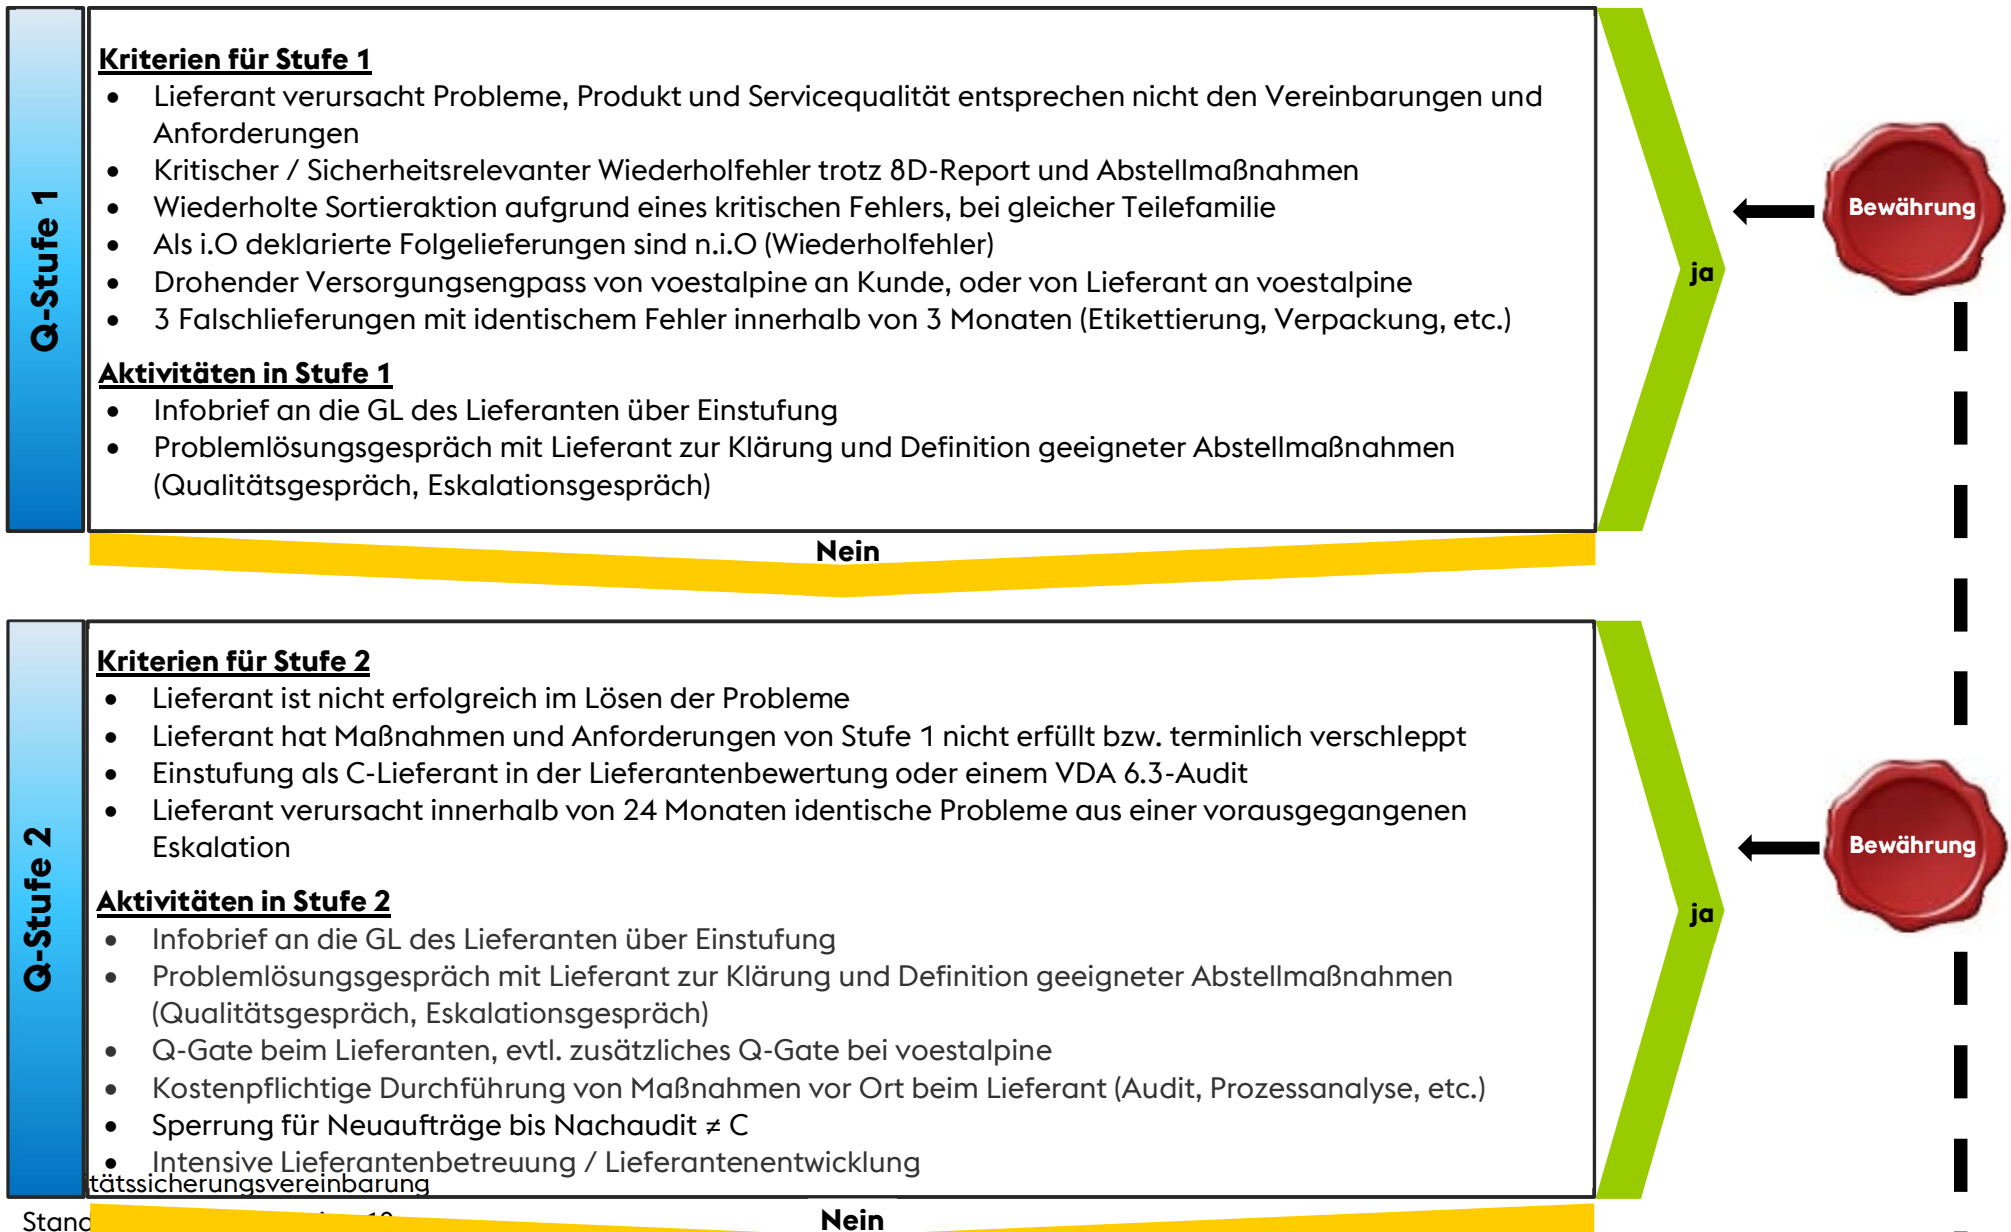 Kriterien für Stufe 1
• Lieferant verursacht Probleme, Produkt und Servicequalität entsprechen nicht den Vereinbarungen und
Anforderungen
• Kritischer / Sicherheitsrelevanter Wiederholfehler trotz 8D-Report und Abstellmaßnahmen
• Wiederholte Sortieraktion aufgrund eines kritischen Fehlers, bei gleicher Teilefamilie
• Als i.O deklarierte Folgelieferungen sind n.i.O (Wiederholfehler)
• Drohender Versorgungsengpass von voestalpine an Kunde, oder von Lieferant an voestalpine
• 3 Falschlieferungen mit identischem Fehler innerhalb von 3 Monaten (Etikettierung, Verpackung, etc.)
Aktivitäten in Stufe 1
• Infobrief an die GL des Lieferanten über Einstufung
• Problemlösungsgespräch mit Lieferant zur Klärung und Definition geeigneter Abstellmaßnahmen
(Qualitätsgespräch, Eskalationsgespräch)
Q-Stufe 1
ja
Bewährung
Nein
Kriterien für Stufe 2
• Lieferant ist nicht erfolgreich im Lösen der Probleme
• Lieferant hat Maßnahmen und Anforderungen von Stufe 1 nicht erfüllt bzw. terminlich verschleppt
• Einstufung als C-Lieferant in der Lieferantenbewertung oder einem VDA 6.3-Audit
• Lieferant verursacht innerhalb von 24 Monaten identische Probleme aus einer vorausgegangenen
Eskalation
Aktivitäten in Stufe 2
• Infobrief an die GL des Lieferanten über Einstufung
• Problemlösungsgespräch mit Lieferant zur Klärung und Definition geeigneter Abstellmaßnahmen
(Qualitätsgespräch, Eskalationsgespräch)
• Q-Gate beim Lieferanten, evtl. zusätzliches Q-Gate bei voestalpine
• Kostenpflichtige Durchführung von Maßnahmen vor Ort beim Lieferant (Audit, Prozessanalyse, etc.)
• Sperrung für Neuaufträge bis Nachaudit ≠ C
• Intensive Lieferantenbetreuung / Lieferantenentwicklung
Q-Stufe 2
ja
Bewährung
tätssicherungsvereinbarung
Stand
Nein